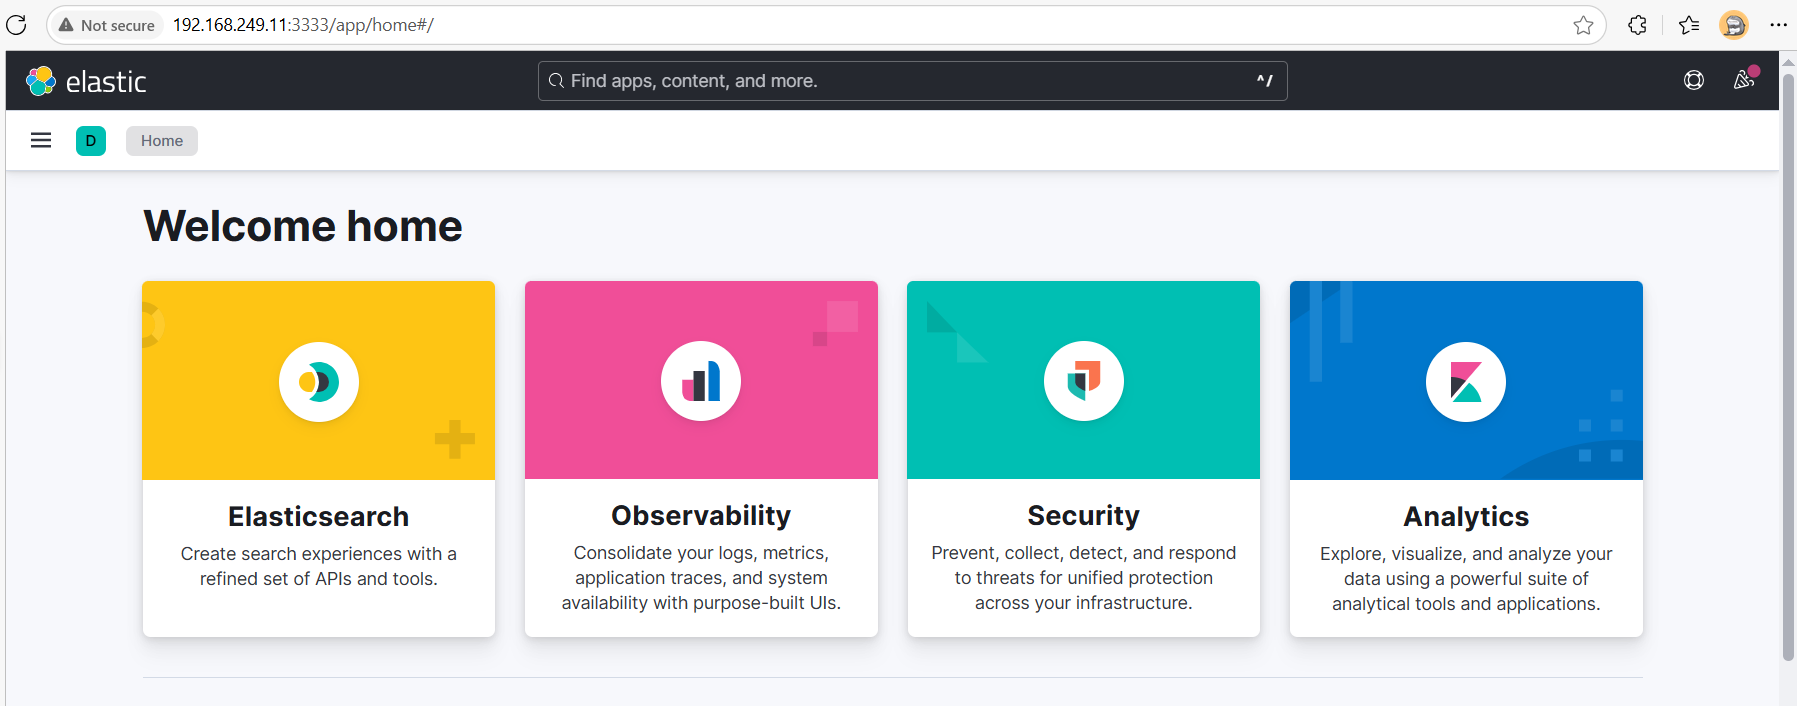 Not secure 192.168.249.11:3333/app/home#/
elastic
Find apps, content, and more.
^/
D
Home
Welcome home
Elasticsearch
Create search experiences with a
refined set of APIs and tools.
Observability
Consolidate your logs, metrics,
application traces, and system
availability with purpose-built UIs.
Security
Prevent, collect, detect, and respond
to threats for unified protection
across your infrastructure.
Analytics
Explore, visualize, and analyze your
data using a powerful suite of
analytical tools and applications.